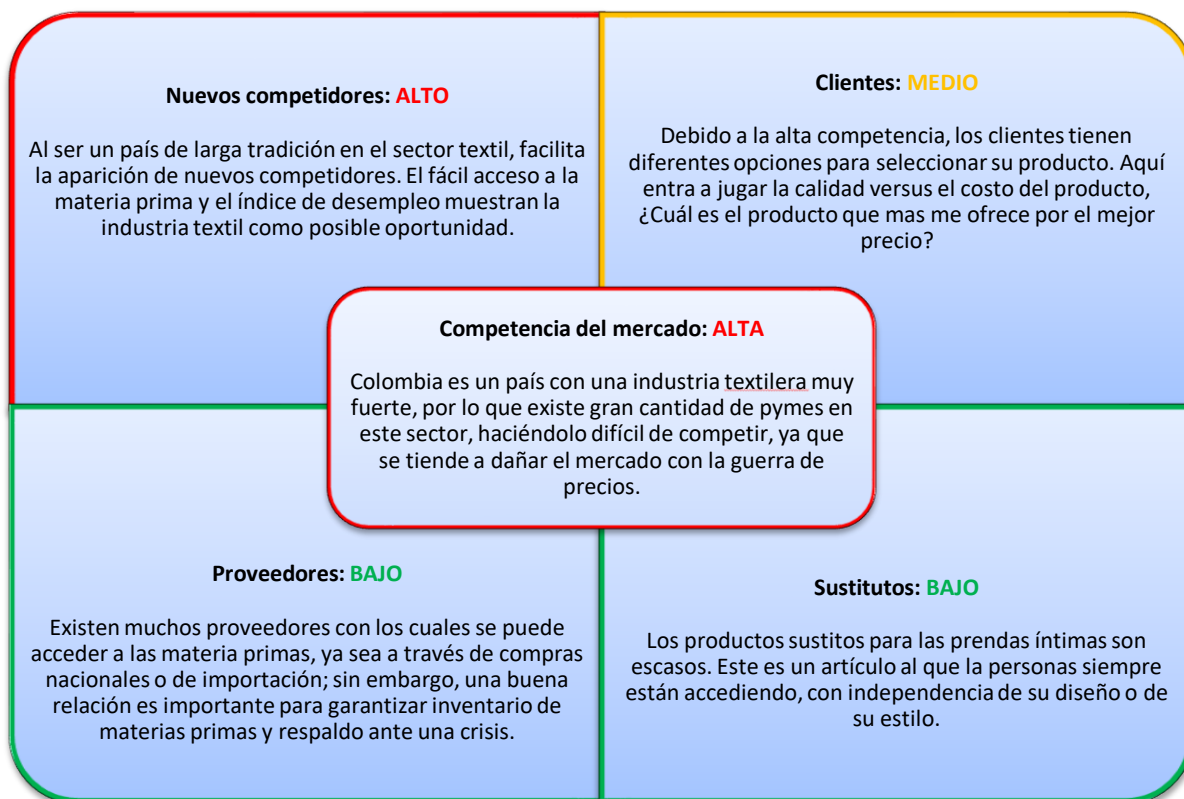 Nuevos competidores: ALTO
Al ser un país de larga tradición en el sector textil, facilita
la aparición de nuevos competidores. El fácil acceso a la
materia prima y el índice de desempleo muestran la
industria textil como posible oportunidad.
Clientes: MEDIO
Debido a la alta competencia, los clientes tienen
diferentes opciones para seleccionar su producto. Aquí
entra a jugar la calidad versus el costo del producto,
¿Cuál es el producto que mas me ofrece por el mejor
precio?
Competencia del mercado: ALTA
Colombia es un país con una industria textilera muy
fuerte, por lo que existe gran cantidad de pymes en
este sector, haciéndolo difícil de competir, ya que
se tiende a dañar el mercado con la guerra de
precios.
Proveedores: BAJO
Existen muchos proveedores con los cuales se puede
acceder a las materia primas, ya sea a través de compras
nacionales o de importación; sin embargo, una buena
relación es importante para garantizar inventario de
materias primas y respaldo ante una crisis.
Sustitutos: BAJO
Los productos sustitos para las prendas íntimas son
escasos. Este es un artículo al que la personas siempre
están accediendo, con independencia de su diseño o de
su estilo.